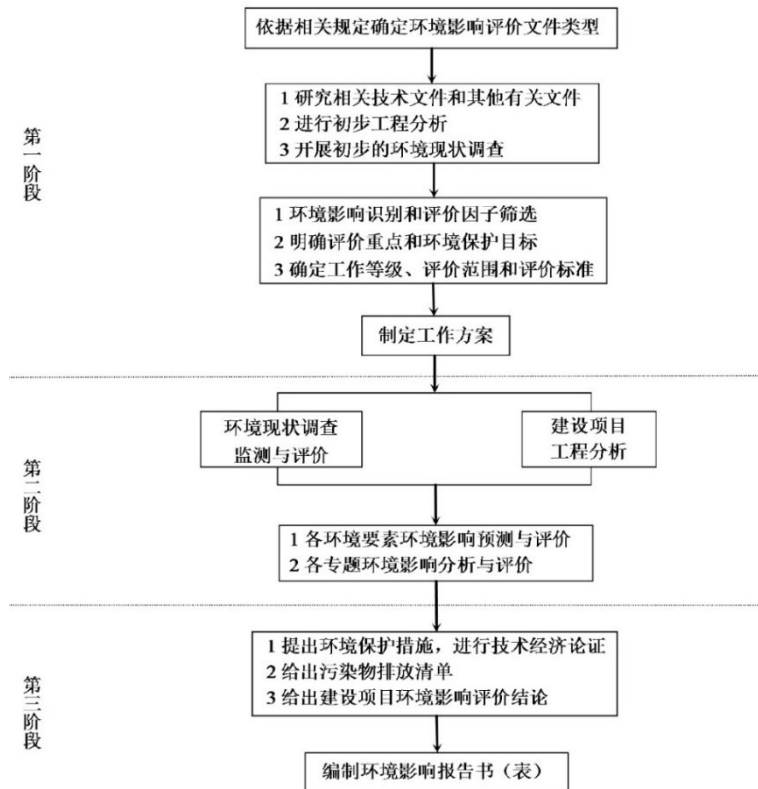 依据相关规定确定环境影响评价文件类型
第一阶段
1 研究相关技术文件和其他有关文件
2 进行初步工程分析
3 开展初步的环境现状调查
1 环境影响识别和评价因子筛选
2 明确评价重点和环境保护目标
3 确定工作等级、评价范围和评价标准
制定工作方案
第二阶段
环境现状调查
监测与评价
建设项目
工程分析
1 各环境要素环境影响预测与评价
2 各专题环境影响分析与评价
第三阶段
1 提出环境保护措施，进行技术经济论证
2 给出污染物排放清单
3 给出建设项目环境影响评价结论
编制环境影响报告书（表）